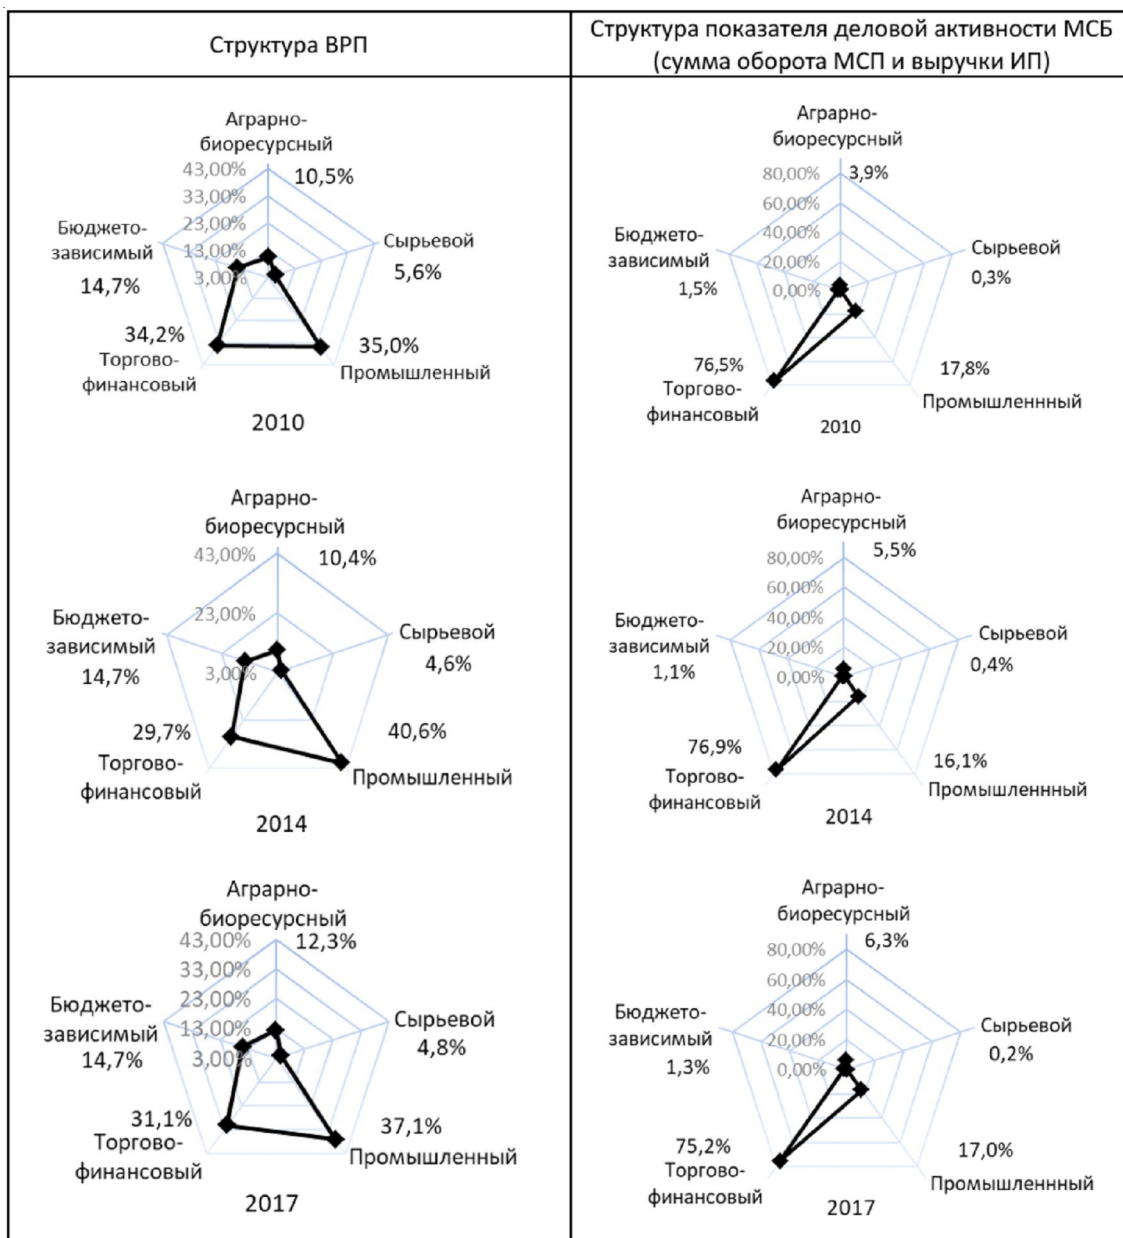 Структура ВРП
Структура показателя деловой активности МСБ
(сумма оборота МСП и выручки ИП)
Аграрно-
биоресурсный
43,00%
10,5%
33,00%
23,00%
13,00%
3,00%
Бюджето-
зависимый
14,7%
Сырьевой
5,6%
34,2%
Торгово-
финансовый
35,0%
Промышленный
2010
Аграрно-
биоресурсный
80,00%
3,9%
60,00%
40,00%
20,00%
0,00%
Бюджето-
зависимый
1,5%
Сырьевой
0,3%
76,5%
Торгово-
финансовый
17,8%
Промышленнный
2010
Аграрно-
биоресурсный
43,00%
10,4%
23,00%
3,00%
Бюджето-
зависимый
14,7%
Сырьевой
4,6%
29,7%
Торгово-
финансовый
40,6%
Промышленный
2014
Аграрно-
биоресурсный
80,00%
5,5%
60,00%
40,00%
20,00%
0,00%
Бюджето-
зависимый
1,1%
Сырьевой
0,4%
76,9%
Торгово-
финансовый
16,1%
Промышленнный
2014
Аграрно-
биоресурсный
43,00%
12,3%
33,00%
23,00%
13,00%
3,00%
Бюджето-
зависимый
14,7%
Сырьевой
4,8%
31,1%
Торгово-
финансовый
37,1%
Промышленный
2017
Аграрно-
биоресурсный
80,00%
6,3%
60,00%
40,00%
20,00%
0,00%
Бюджето-
зависимый
1,3%
Сырьевой
0,2%
75,2%
Торгово-
финансовый
17,0%
Промышленнный
2017